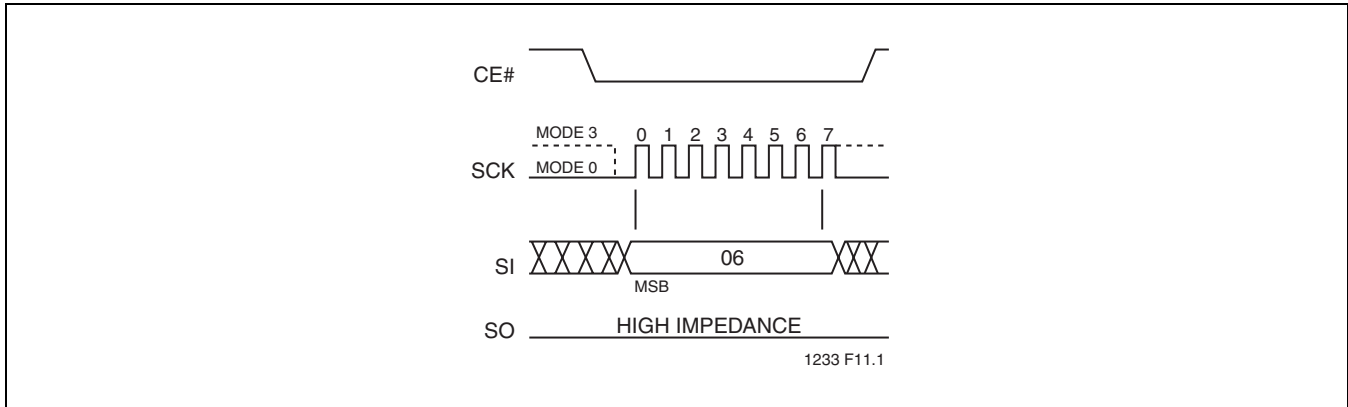 CE#
MODE 3
0 1 2 3 4 5 6 7
SCK
MODE 0
SI
06
MSB
SO
HIGH IMPEDANCE
1233 F11.1